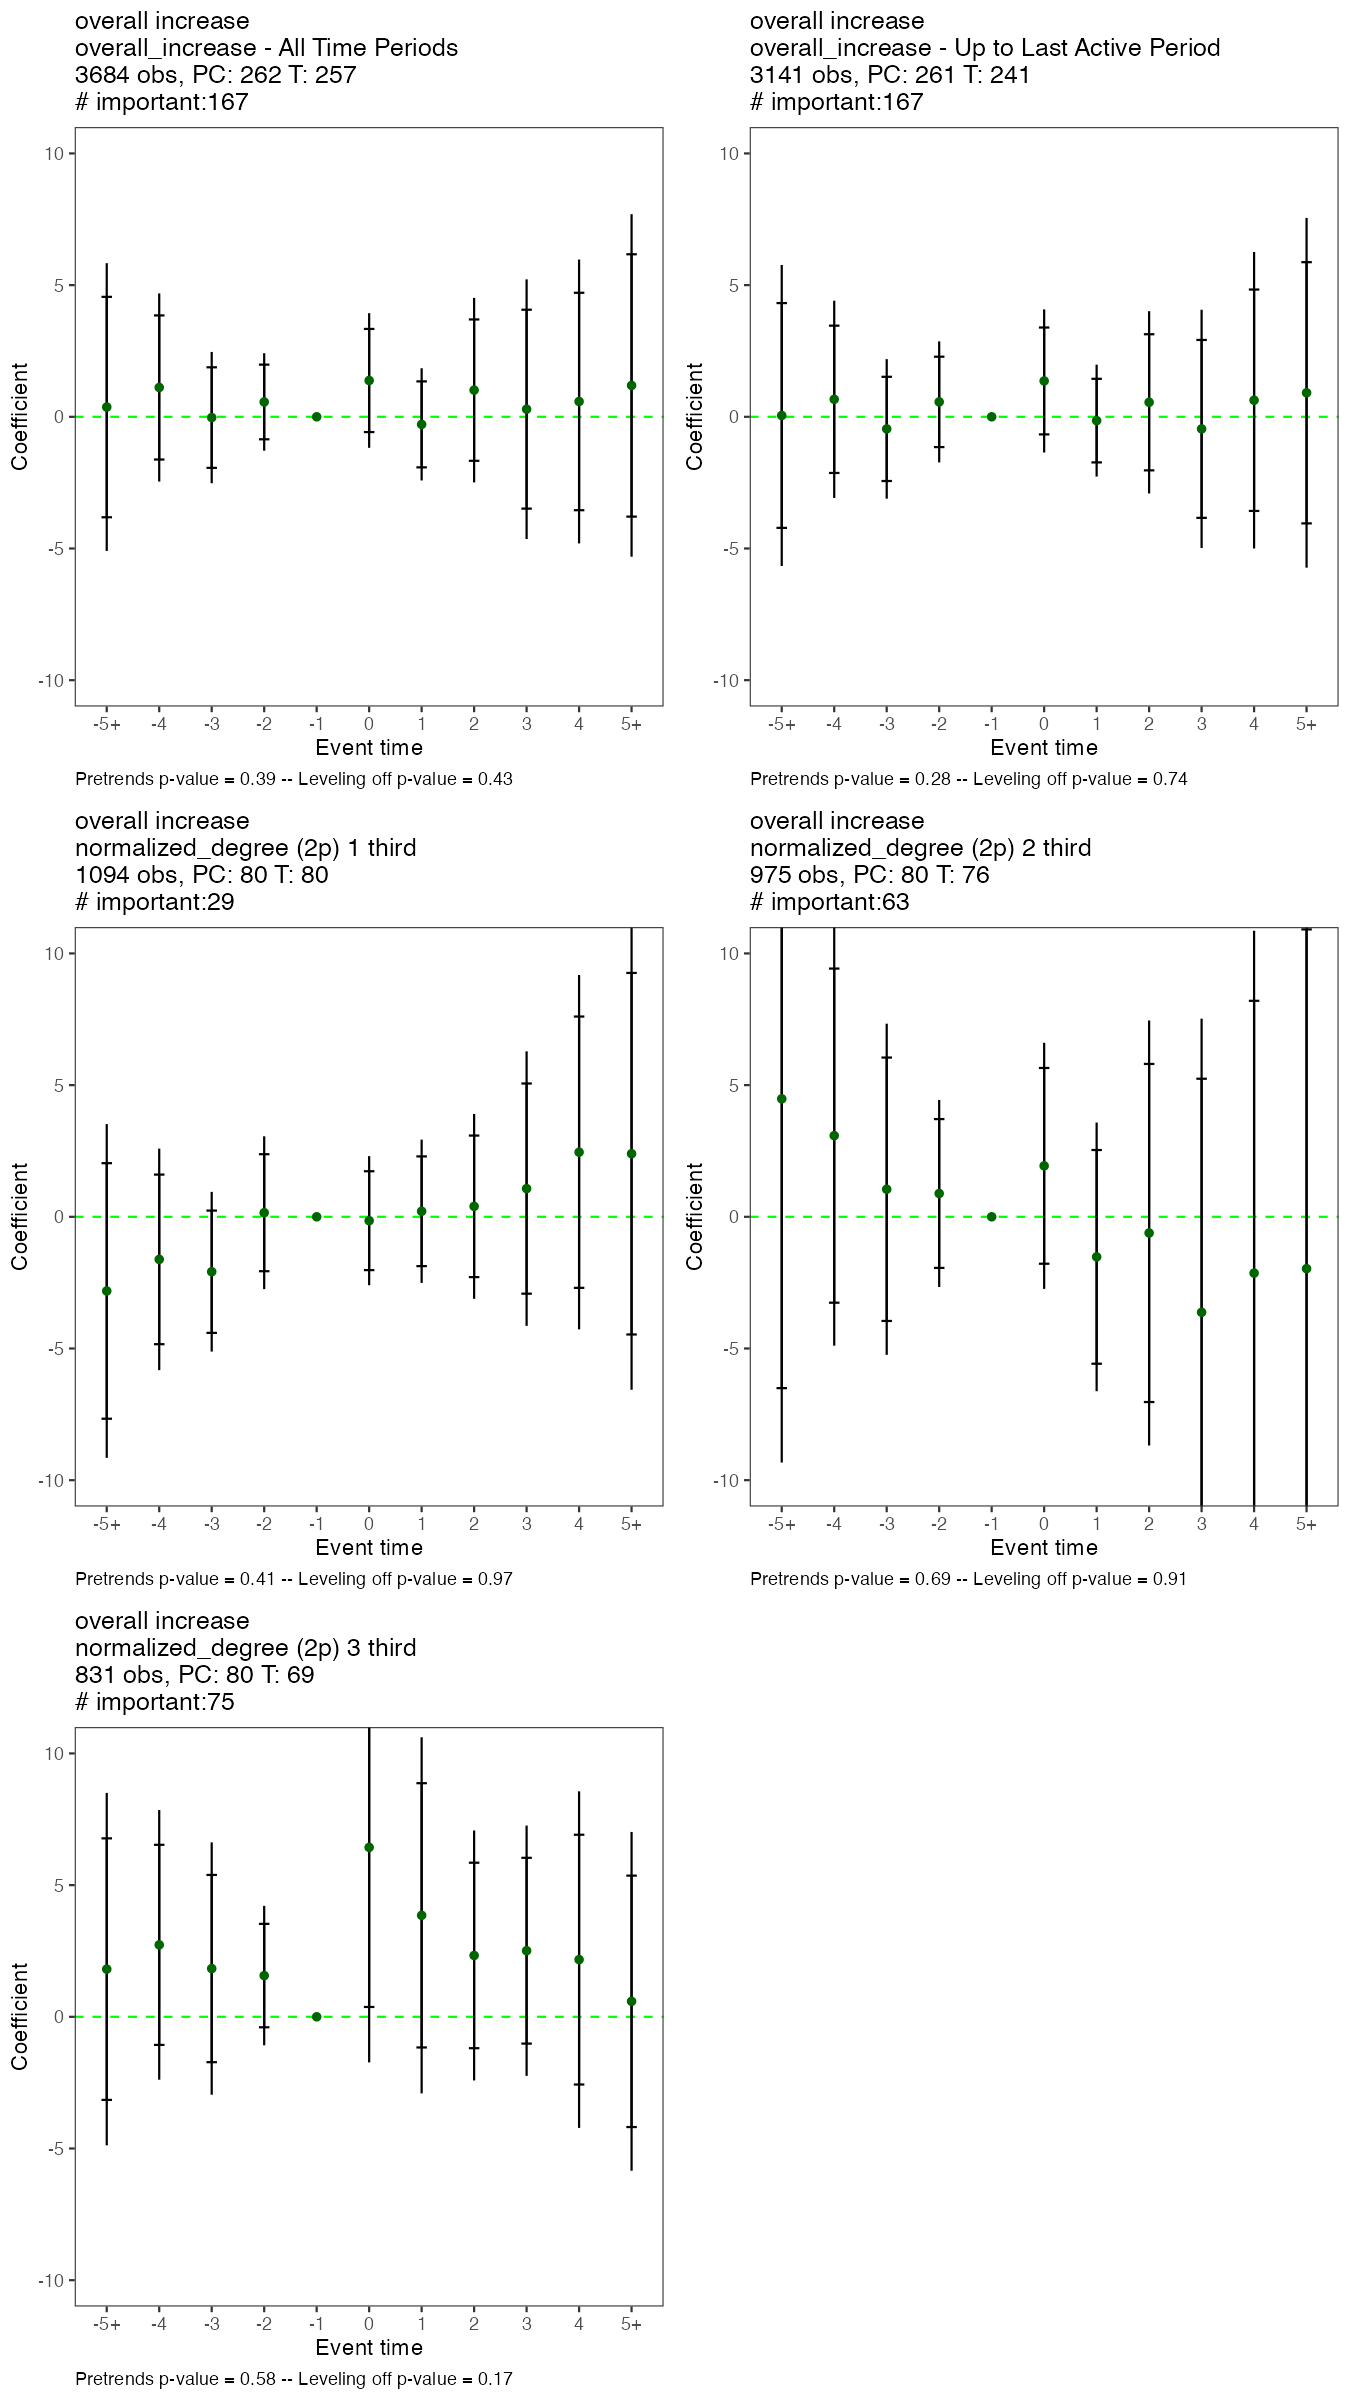 overall increase
overall_increase - All Time Periods
3684 obs, PC: 262 T: 257
# important:167
10
5
0
-5
-10
Coefficient
-5+ -4 -3 -2 -1 0 1 2 3 4 5+
Event time
Pretrends p-value = 0.39 -- Leveling off p-value = 0.43
overall increase
overall_increase - Up to Last Active Period
3141 obs, PC: 261 T: 241
# important:167
10
5
0
-5
-10
Coefficient
-5+ -4 -3 -2 -1 0 1 2 3 4 5+
Event time
Pretrends p-value = 0.28 -- Leveling off p-value = 0.74
overall increase
normalized_degree (2p) 1 third
1094 obs, PC: 80 T: 80
# important:29
10
5
0
-5
-10
Coefficient
-5+ -4 -3 -2 -1 0 1 2 3 4 5+
Event time
Pretrends p-value = 0.41 -- Leveling off p-value = 0.97
overall increase
normalized_degree (2p) 2 third
975 obs, PC: 80 T: 76
# important:63
10
5
0
-5
-10
Coefficient
-5+ -4 -3 -2 -1 0 1 2 3 4 5+
Event time
Pretrends p-value = 0.69 -- Leveling off p-value = 0.91
overall increase
normalized_degree (2p) 3 third
831 obs, PC: 80 T: 69
# important:75
10
5
0
-5
-10
Coefficient
-5+ -4 -3 -2 -1 0 1 2 3 4 5+
Event time
Pretrends p-value = 0.58 -- Leveling off p-value = 0.17